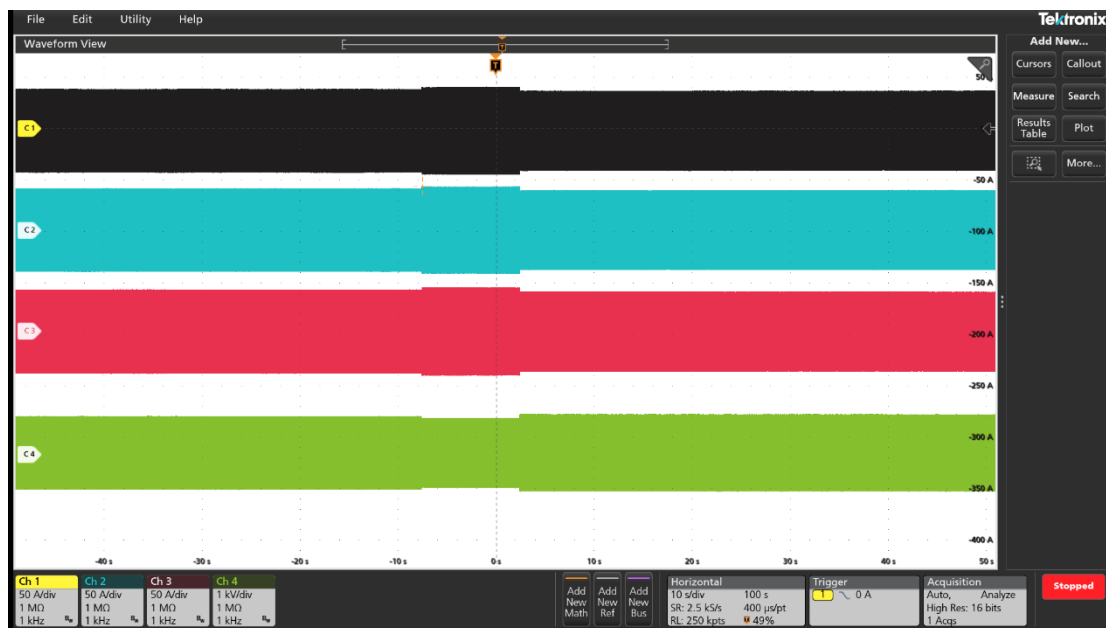 File Edit Utility Help
Tektronix
Waveform View
Add New...
T
T
Cursors Callout
50 A
Measure Search
Results Table Plot
C1
More...
-50 A
C2
-100 A
-150 A
C3
-200 A
-250 A
-300 A
C4
-350 A
-400 A
-40 s -30 s -20 s -10 s 0 s 10 s 20 s 30 s 40 s 50 s
Ch 1 Ch 2 Ch 3 Ch 4
50 A/div 50 A/div 50 A/div 1 kV/div
1 MΩ 1 MΩ 1 MΩ 1 MΩ
1 kHz Bw 1 kHz Bw 1 kHz Bw 1 kHz Bw
Add New Math
Add New Ref
Add New Bus
Horizontal
10 s/div 100 s
SR: 2.5 kS/s 400 µs/pt
RL: 250 kpts 49%
Trigger
1 0 A
Acquisition
Auto, Analyze
High Res: 16 bits
1 Acqs
Stopped